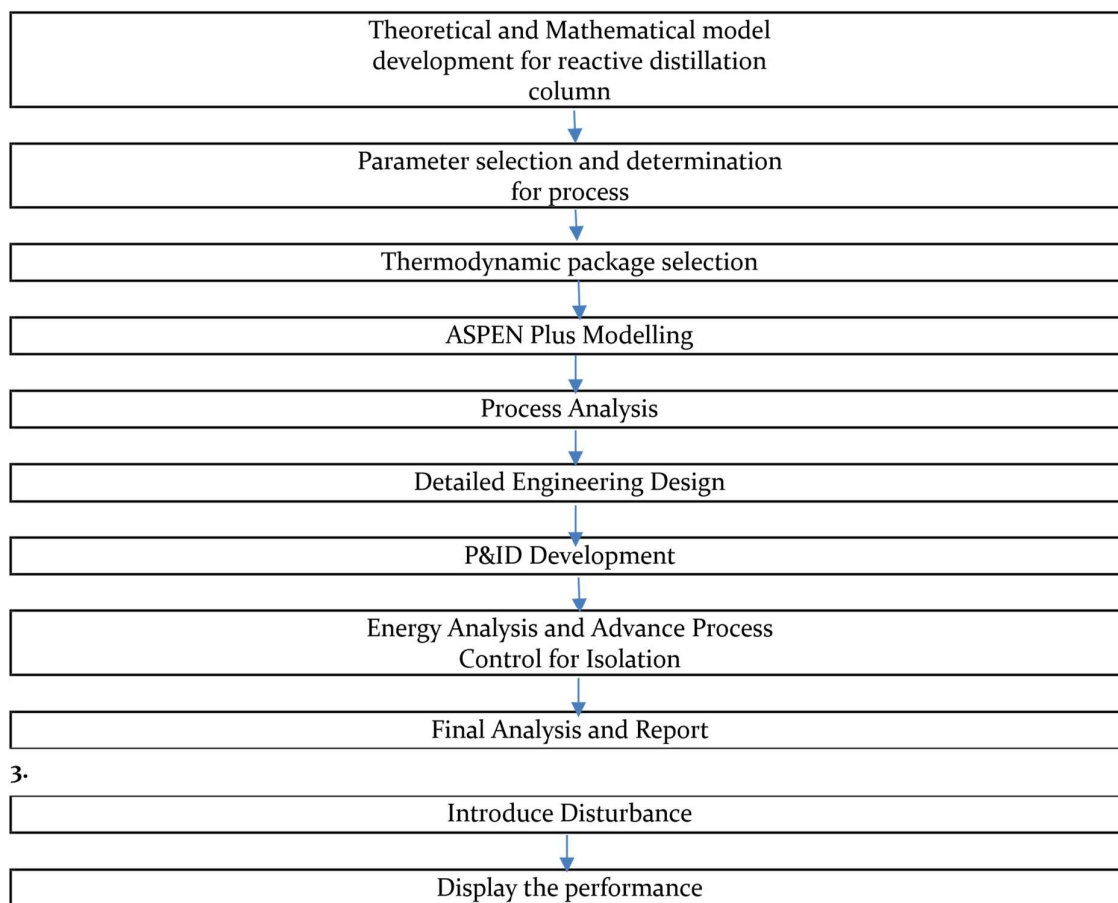 Theoretical and Mathematical model
development for reactive distillation
column
Parameter selection and determination
for process
Thermodynamic package selection
ASPEN Plus Modelling
Process Analysis
Detailed Engineering Design
P&ID Development
Energy Analysis and Advance Process
Control for Isolation
Final Analysis and Report
3.
Introduce Disturbance
Display the performance